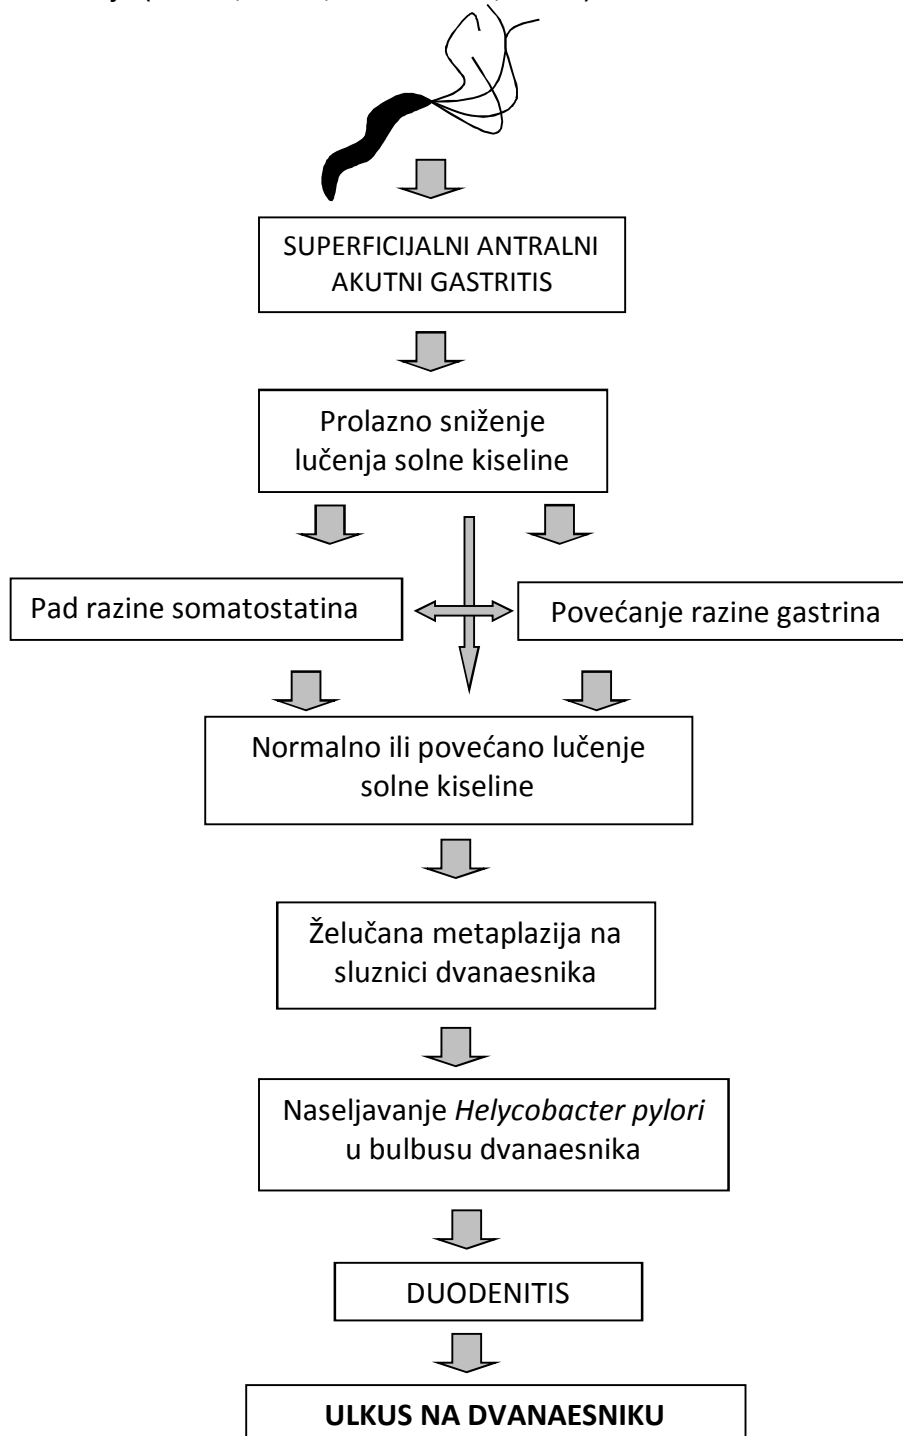 SUPERFICIJALNI ANTRALNI
AKUTNI GASTRITIS
Prolazno sniženje
lučenja solne kiseline
Pad razine somatostatina
Povećanje razine gastrina
Normalno ili povećano lučenje
solne kiseline
Želučana metaplazija na
sluznici dvanaesnika
Naseljavanje Helycobacter pylori
u bulbusu dvanaesnika
DUODENITIS
ULKUS NA DVANAESNIKU